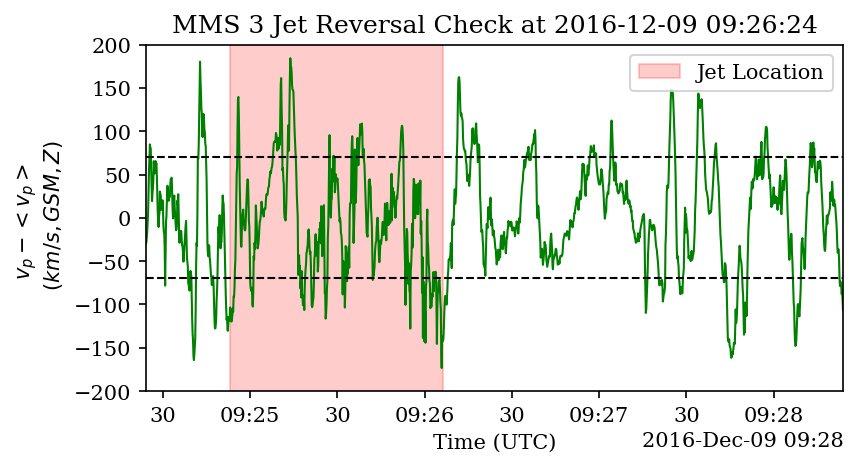 MMS 3 Jet Reversal Check at 2016-12-09 09:26:24
v_p - < v_p >
(km/s, GSM, Z)
200
150
100
50
0
−50
−100
−150
−200
Jet Location
30
09:25
30
09:26
30
09:27
30
09:28
Time (UTC)
2016-Dec-09 09:28